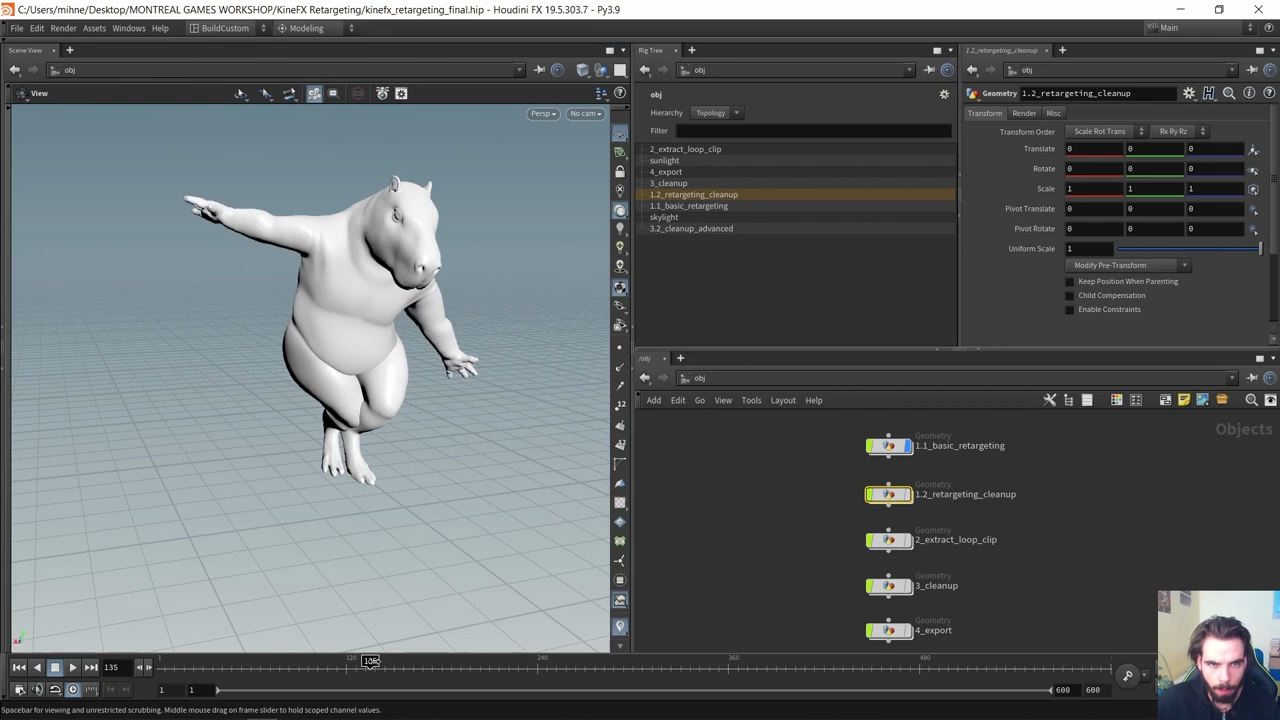 C:/Users/mihne/Desktop/MONTREAL GAMES WORKSHOP/KineFX Retargeting/kinefx_retargeting_final.hip - Houdini FX 19.5.303.7 - Py3.9
File Edit Render Assets Windows Help BuildCustom Modeling Main
Scene View
obj
View
Persp
No cam
Rig Tree
obj
obj
Hierarchy Topology
Filter
2_extract_loop_clip
sunlight
4_export
3_cleanup
1.2_retargeting_cleanup
1.1_basic_retargeting
skylight
3.2_cleanup_advanced
1.2_retargeting_cleanup
obj
Geometry 1.2_retargeting_cleanup
Transform Render Misc
Transform Order Scale Rot Trans Rx Ry Rz
Translate 0 0 0
Rotate 0 0 0
Scale 1 1 1
Pivot Translate 0 0 0
Pivot Rotate 0 0 0
Uniform Scale 1
Modify Pre-Transform
Keep Position When Parenting
Child Compensation
Enable Constraints
/obj
obj
Add Edit Go View Tools Layout Help
Objects
Geometry
1.1_basic_retargeting
Geometry
1.2_retargeting_cleanup
Geometry
2_extract_loop_clip
Geometry
3_cleanup
Geometry
4_export
135 1 120 240 360 480
1 1 600 600
Spacebar for viewing and unrestricted scrubbing. Middle mouse drag on frame slider to hold scoped channel values.